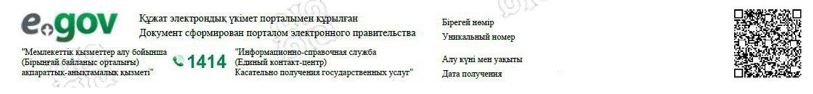 e.gov
Құжат электрондық үкімет порталымен құрылған
Документ сформирован порталом электронного правительства
"Мемлекеттік қызметтер алу бойынша
(Бірыңғай байланыс орталығы)
ақпараттық-анықтамалық қызметі"
1414
"Информационно-справочная служба
(Единый контакт-центр)
Касательно получения государственных услуг"
Бірегей нөмір
Уникальный номер
Алу күні мен уақыты
Дата получения